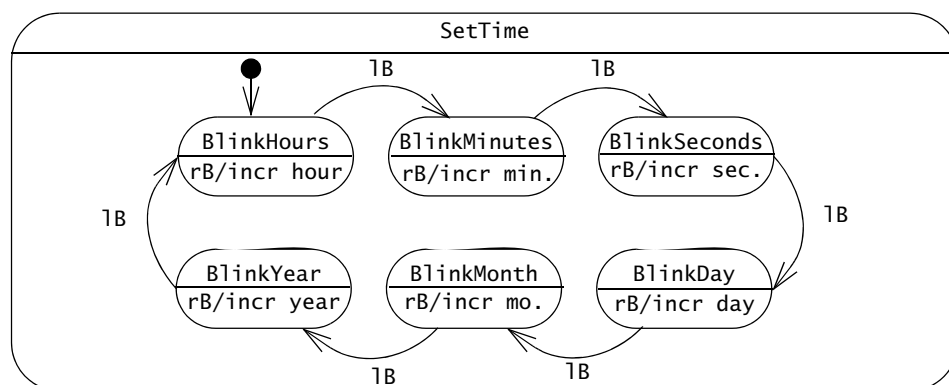 SetTime
lB
lB
BlinkHours
rB/incr hour
BlinkMinutes
rB/incr min.
BlinkSeconds
rB/incr sec.
lB
lB
BlinkYear
rB/incr year
BlinkMonth
rB/incr mo.
BlinkDay
rB/incr day
lB
lB